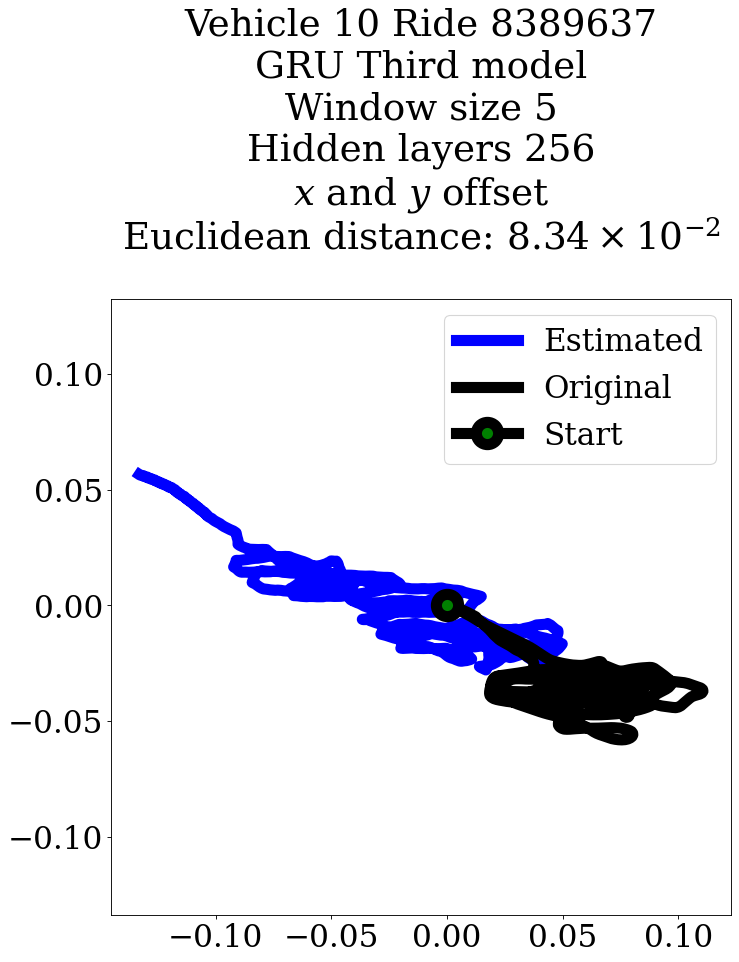 Vehicle 10 Ride 8389637
GRU Third model
Window size 5
Hidden layers 256
x and y offset
Euclidean distance: 8.34 × 10⁻²
Estimated
Original
Start
0.10
0.05
0.00
−0.05
−0.10
−0.10 −0.05 0.00 0.05 0.10